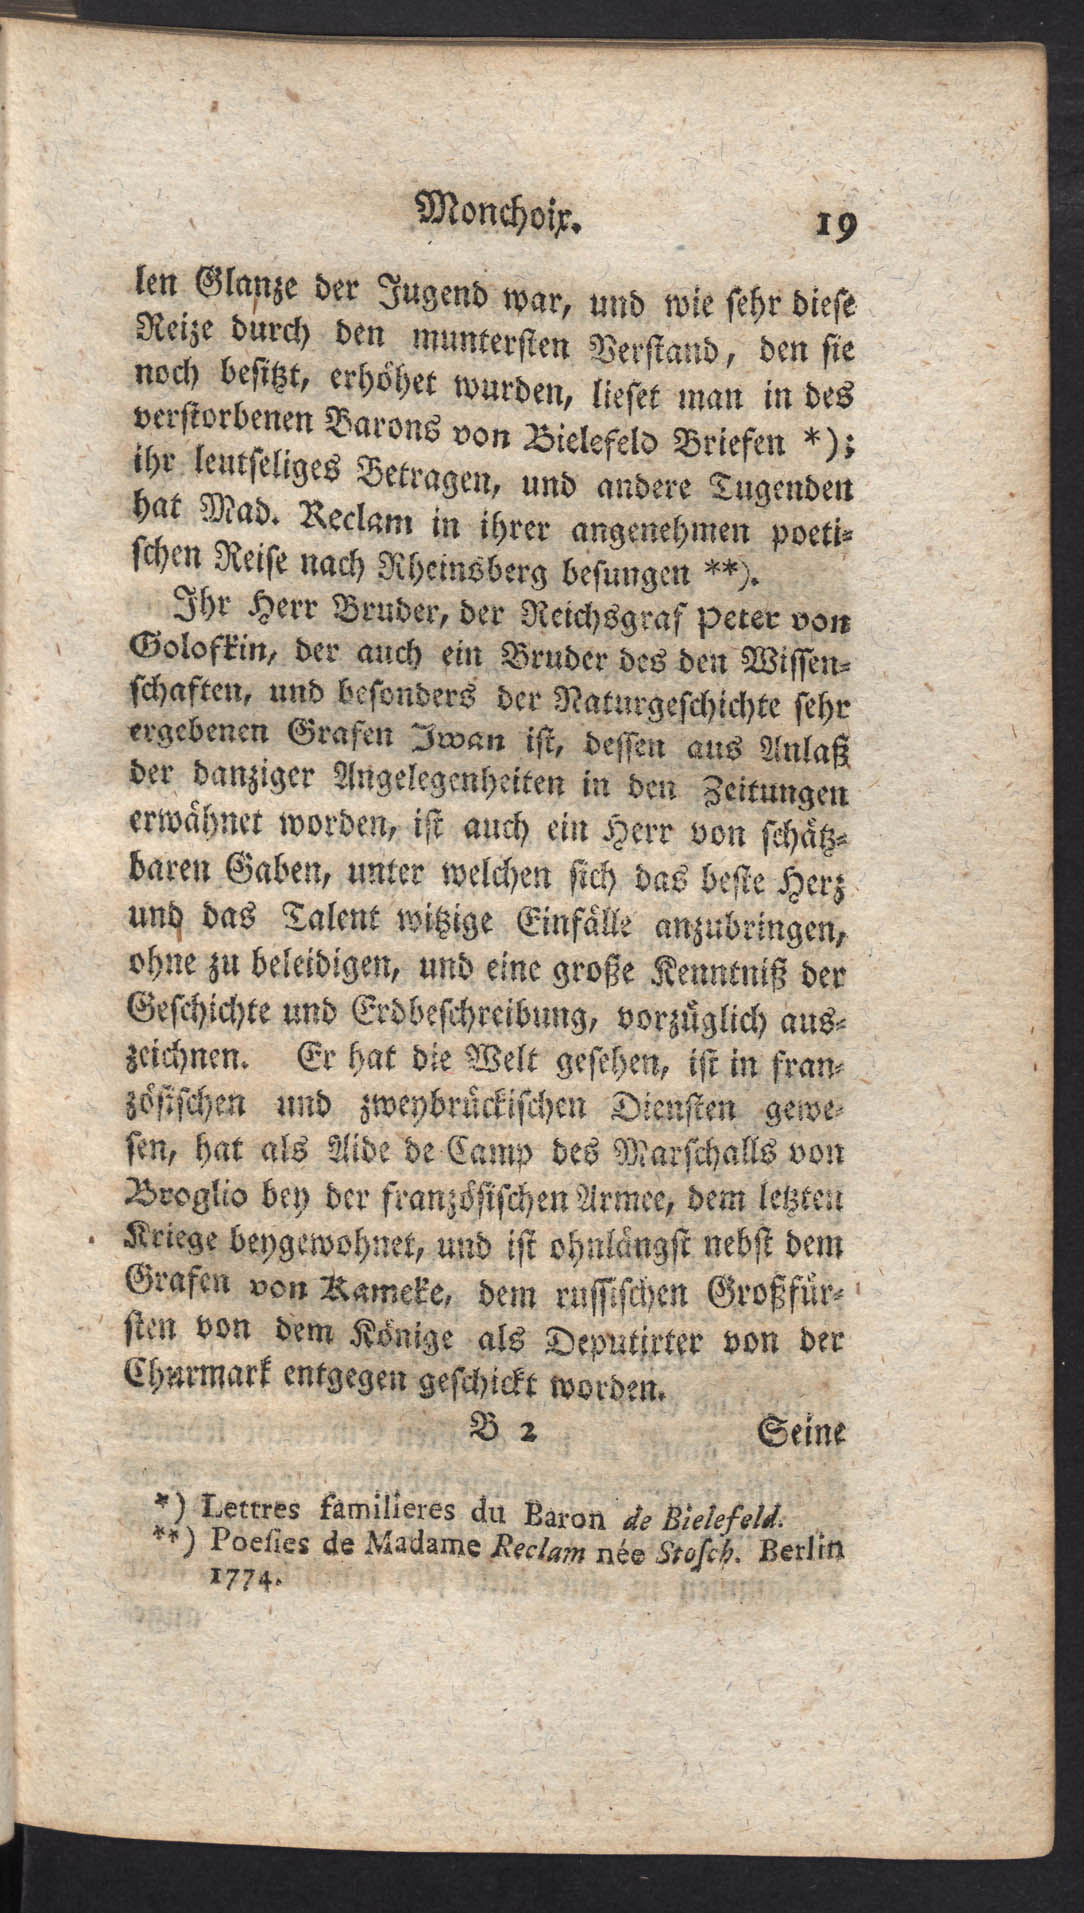 Monchoix. 19
len Glanze der Jugend war, und wie sehr diese
Reize durch den muntersten Verstand, den sie
noch besitzt, erhöhet wurden, lieset man in des
verstorbenen Barons von Bielefeld Briefen *);
ihr leutseliges Betragen, und andere Tugenden
hat Mad. Reclam in ihrer angenehmen poeti-
schen Reise nach Rheinsberg besungen **).
Ihr Herr Bruder, der Reichsgraf Peter von
Golofkin, der auch ein Bruder des den Wissen-
schaften, und besonders der Naturgeschichte sehr
ergebenen Grafen Iwan ist, dessen aus Anlaß
der danziger Angelegenheiten in den Zeitungen
erwähnet worden, ist auch ein Herr von schätz-
baren Gaben, unter welchen sich das beste Herz
und das Talent witzige Einfälle anzubringen,
ohne zu beleidigen, und eine große Kenntniß der
Geschichte und Erdbeschreibung, vorzüglich aus-
zeichnen. Er hat die Welt gesehen, ist in fran-
zösischen und zweybrückischen Diensten gewe-
sen, hat als Aide de Camp des Marschalls von
Broglio bey der französischen Armee, dem letzten
Kriege beygewohnet, und ist ohnlängst nebst dem
Grafen von Kameke, dem russischen Großfür-
sten von dem Könige als Deputirter von der
Churmark entgegen geschickt worden.
B 2 Seine
*) Lettres familieres du Baron de Bielefeld.
**) Poesies de Madame Reclam née Stosch. Berlin
1774.